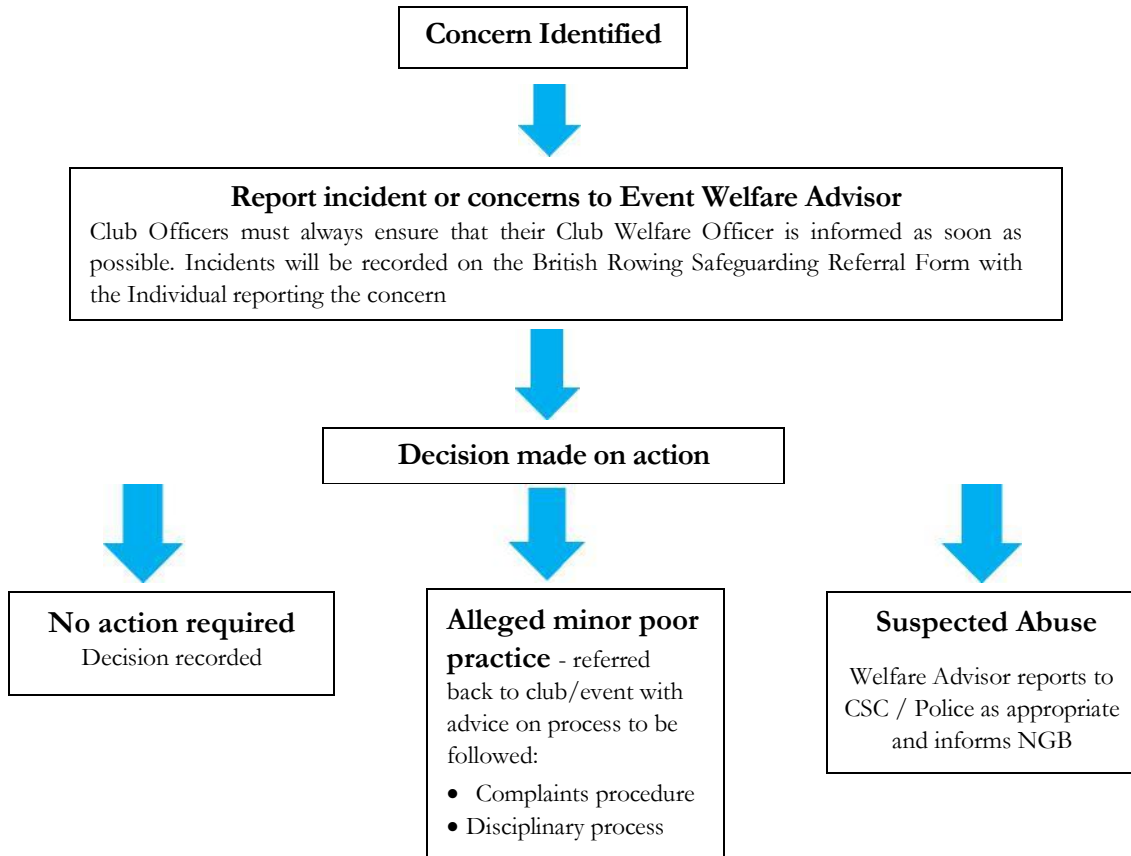 Concern Identified
Report incident or concerns to Event Welfare Advisor
Club Officers must always ensure that their Club Welfare Officer is informed as soon as
possible. Incidents will be recorded on the British Rowing Safeguarding Referral Form with
the Individual reporting the concern
Decision made on action
No action required
Decision recorded
Alleged minor poor
practice - referred
back to club/event with
advice on process to be
followed:
• Complaints procedure
• Disciplinary process
Suspected Abuse
Welfare Advisor reports to
CSC / Police as appropriate
and informs NGB